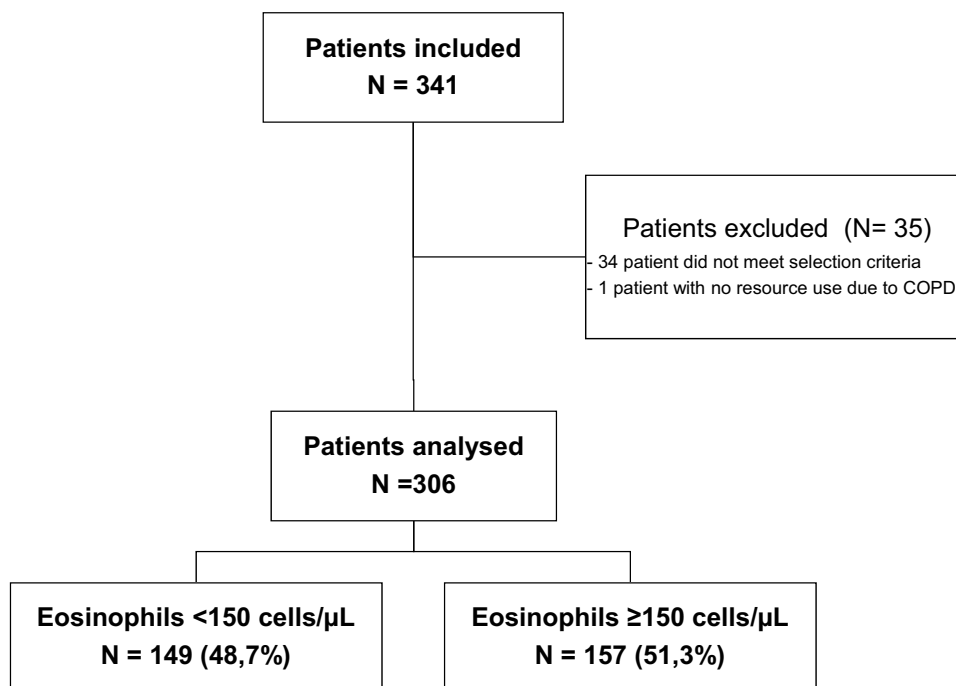 Patients included
N = 341
Patients excluded (N= 35)
- 34 patient did not meet selection criteria
- 1 patient with no resource use due to COPD
Patients analysed
N =306
Eosinophils <150 cells/µL
N = 149 (48,7%)
Eosinophils ≥150 cells/µL
N = 157 (51,3%)